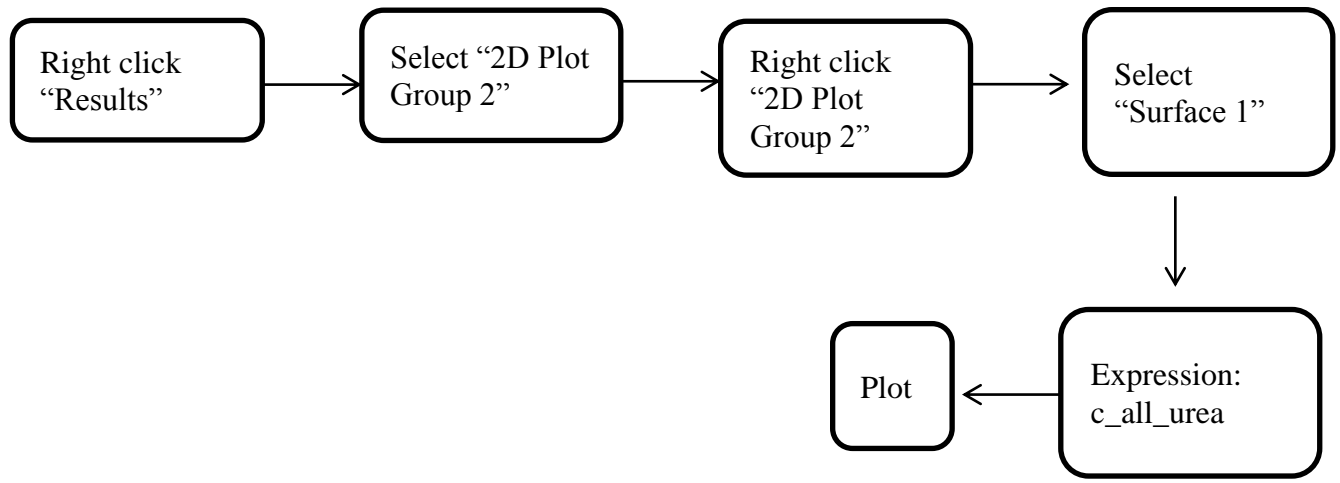 Right click
“Results”
Select “2D Plot
Group 2”
Right click
“2D Plot
Group 2”
Select
“Surface 1”
Expression:
c_all_urea
Plot